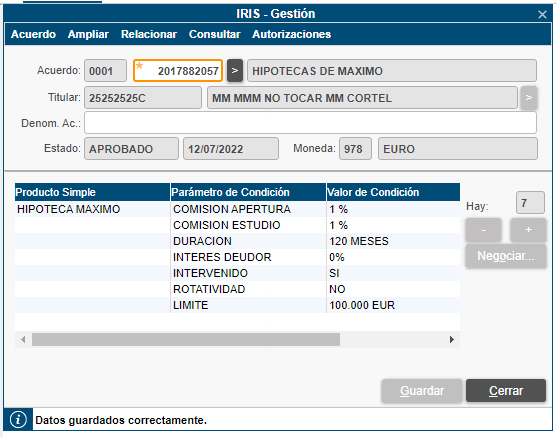 IRIS - Gestión
Acuerdo Ampliar Relacionar Consultar Autorizaciones
Acuerdo: 0001 * 2017882057 > HIPOTECAS DE MAXIMO
Titular: 25252525C MM MMM NO TOCAR MM CORTEL >
Denom. Ac.:
Estado: APROBADO 12/07/2022 Moneda: 978 EURO
Producto Simple Parámetro de Condición Valor de Condición
HIPOTECA MAXIMO COMISION APERTURA 1 %
COMISION ESTUDIO 1 %
DURACION 120 MESES
INTERES DEUDOR 0%
INTERVENIDO SI
ROTATIVIDAD NO
LIMITE 100.000 EUR
Hay: 7
- +
Negociar...
Guardar Cerrar
Datos guardados correctamente.